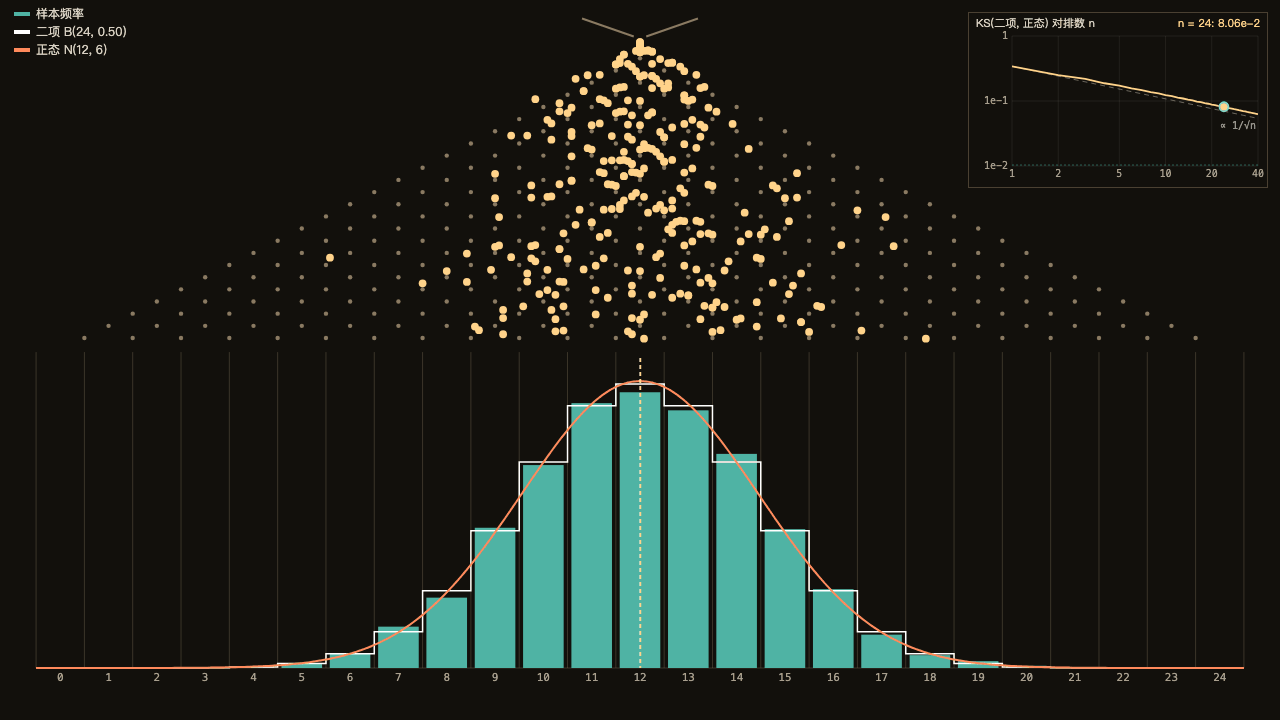 样本频率
二项 B(24, 0.50)
正态 N(12, 6)
KS(二项, 正态) 对排数 n
n = 24: 8.06e−2
1
1e−1
1e−2
∝ 1/√n
1 2 5 10 20 40
0 1 2 3 4 5 6 7 8 9 10 11 12 13 14 15 16 17 18 19 20 21 22 23 24